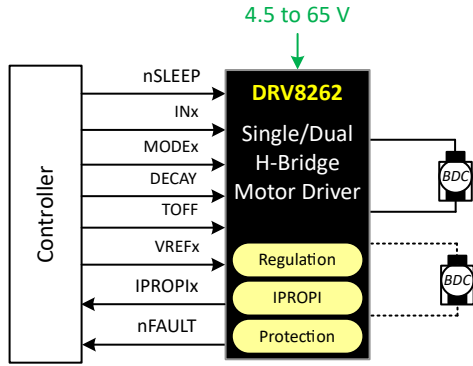 4.5 to 65 V
Controller
nSLEEP
INx
MODEx
DECAY
TOFF
VREFx
IPROPIx
nFAULT
DRV8262
Single/Dual
H-Bridge
Motor Driver
Regulation
IPROPI
Protection
BDC
BDC